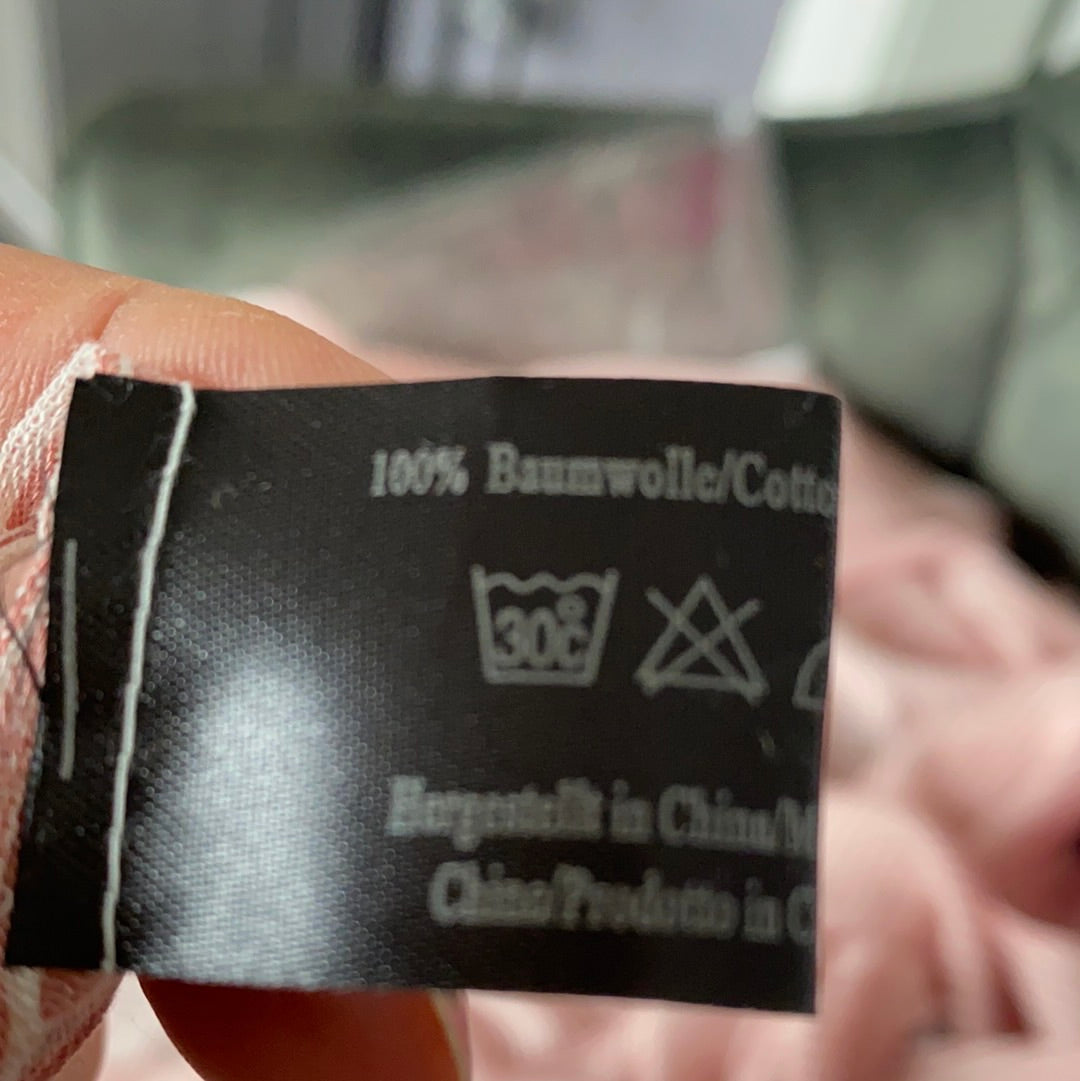 100% Baumwolle/Cotto
30°c
Hergestellt in China/M
China/Prodotto in C